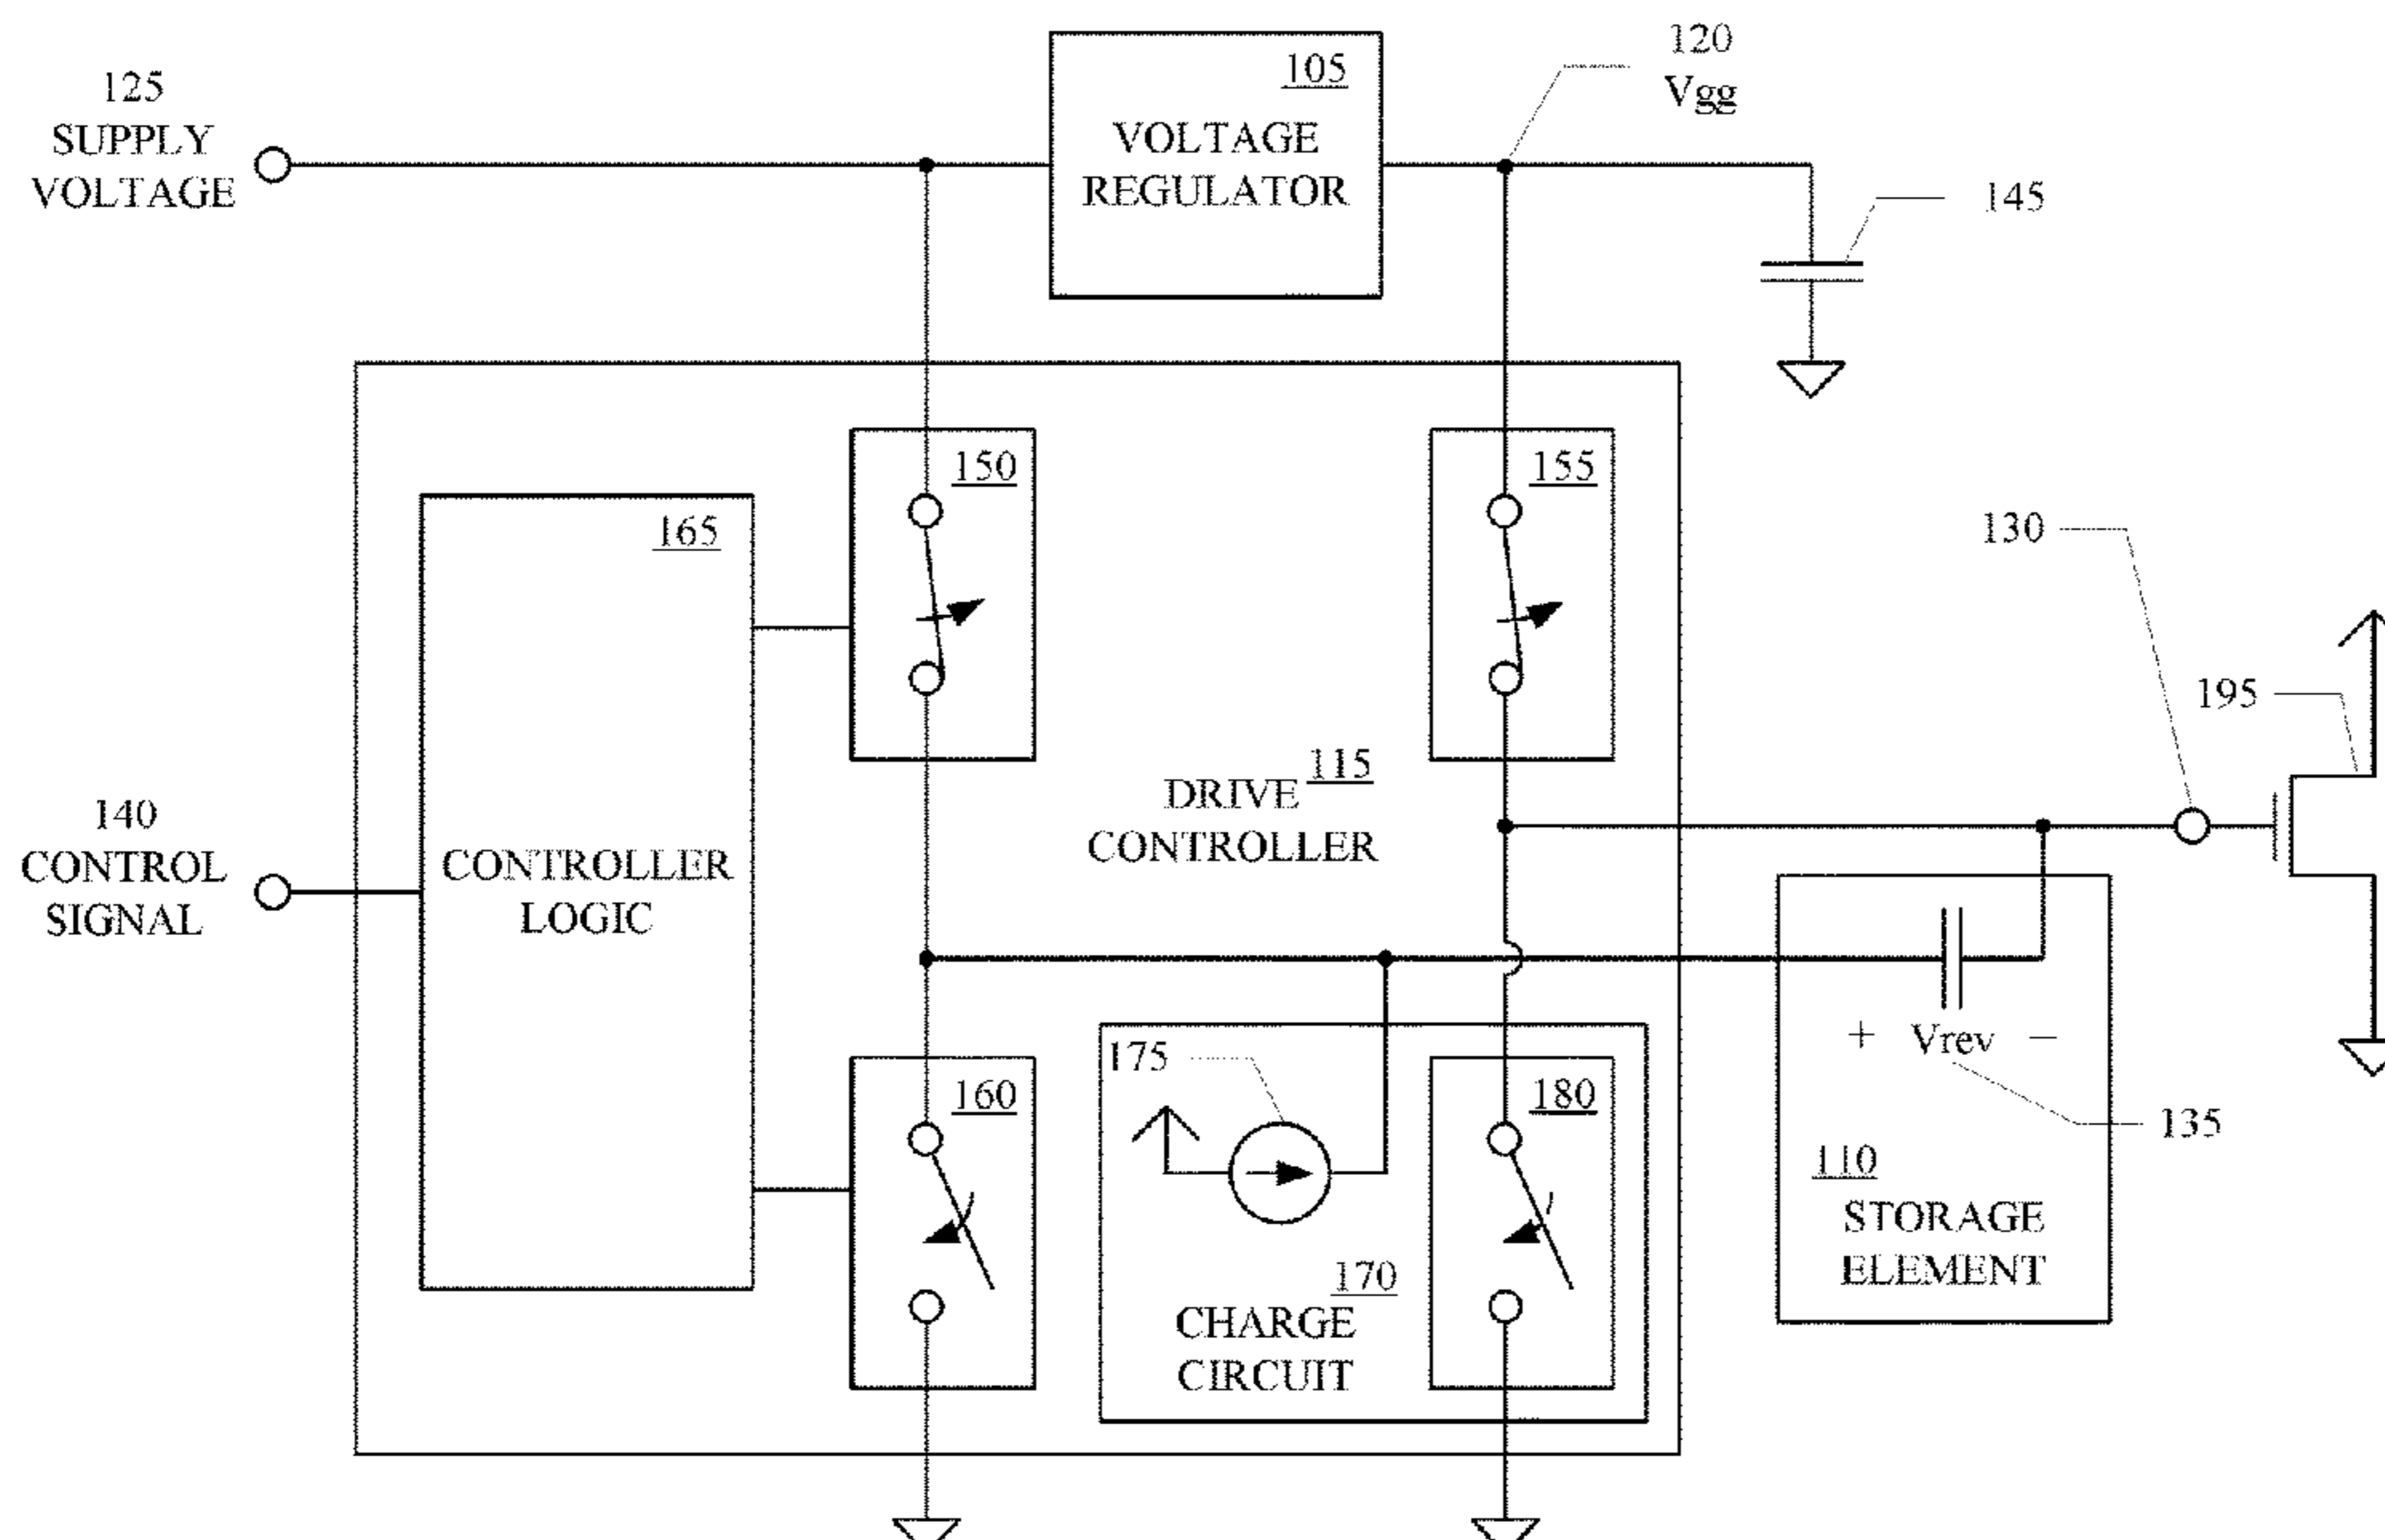 125
SUPPLY
VOLTAGE
105
VOLTAGE
REGULATOR
120
Vgg
145
150
155
165
130
195
DRIVE 115
CONTROLLER
140
CONTROL
SIGNAL
CONTROLLER
LOGIC
160
175
180
+ Vrev −
135
110
STORAGE
ELEMENT
170
CHARGE
CIRCUIT